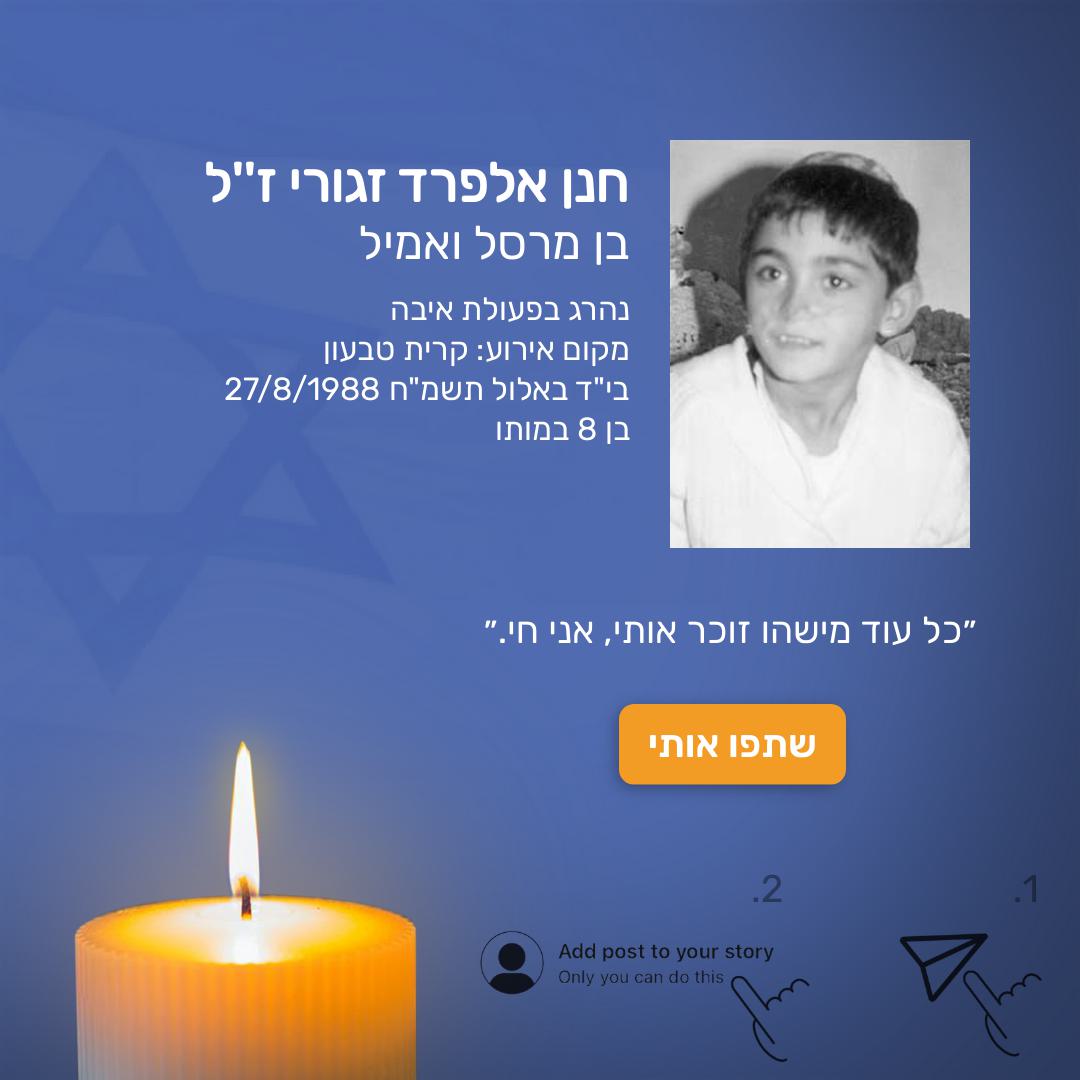 חנן אלפרד זגורי ז"ל
בן מרסל ואמיל
נהרג בפעולת איבה
מקום אירוע: קרית טבעון
בי"ד באלול תשמ"ח 27/8/1988
בן 8 במותו
״כל עוד מישהו זוכר אותי, אני חי.״
שתפו אותי
1.
2.
Add post to your story
Only you can do this